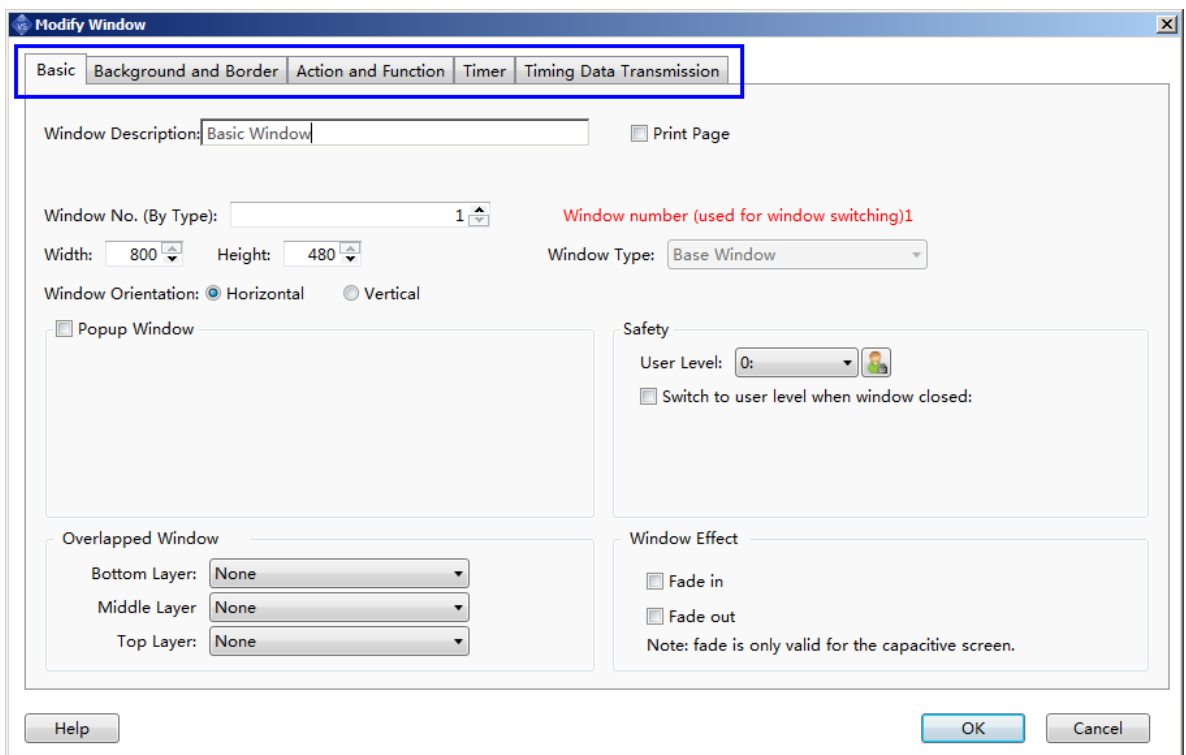 VS Modify Window
Basic Background and Border Action and Function Timer Timing Data Transmission
Window Description: Basic Window Print Page
Window No. (By Type): 1 Window number (used for window switching)1
Width: 800 Height: 480 Window Type: Base Window
Window Orientation: Horizontal Vertical
Popup Window Safety
User Level: 0:
Switch to user level when window closed:
Overlapped Window Window Effect
Bottom Layer: None Fade in
Middle Layer None Fade out
Top Layer: None Note: fade is only valid for the capacitive screen.
Help OK Cancel